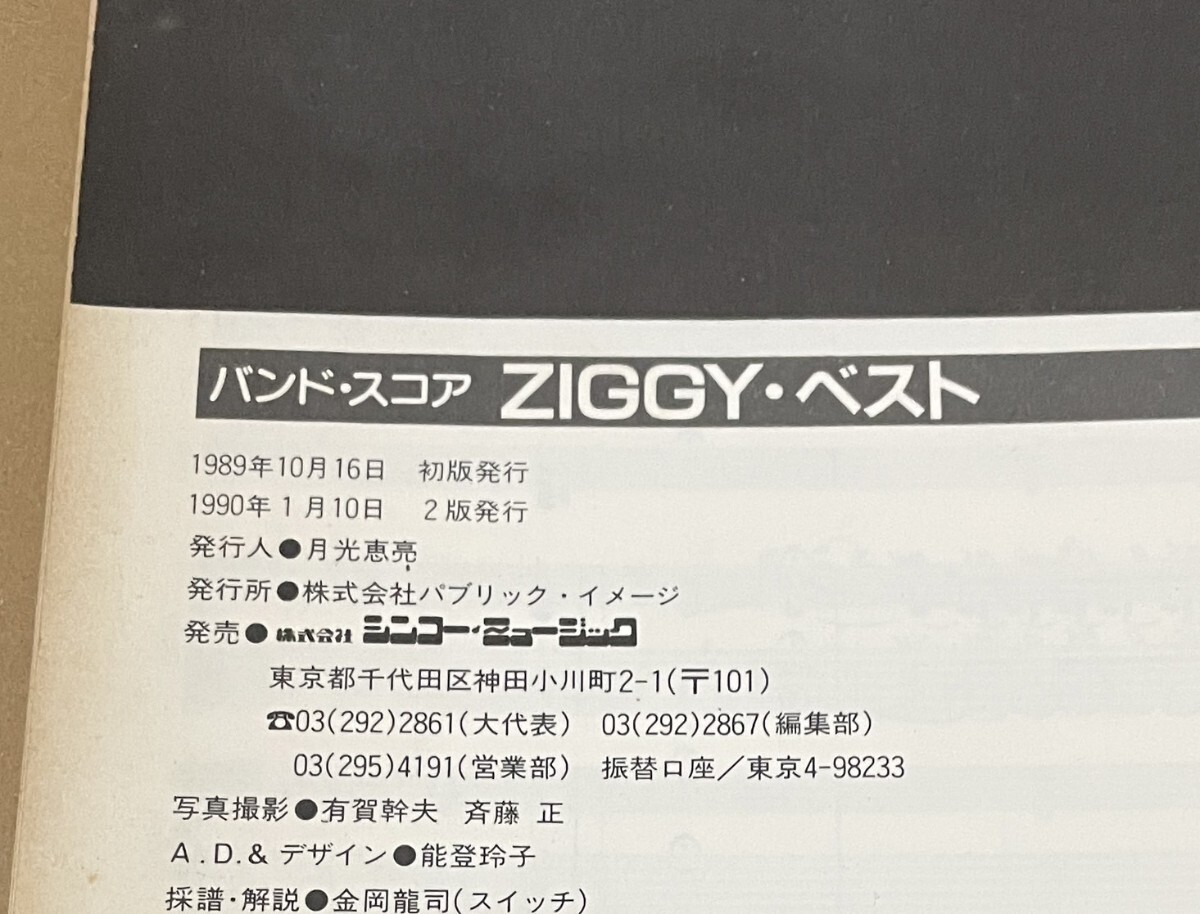 バンド・スコア ZIGGY・ベスト
1989年10月16日 初版発行
1990年1月10日 2版発行
発行人●月光恵亮
発行所●株式会社パブリック・イメージ
発売●株式会社シンコー・ミュージック
東京都千代田区神田小川町2-1(〒101)
☎03(292)2861(大代表) 03(292)2867(編集部)
03(295)4191(営業部) 振替口座／東京4-98233
写真撮影●有賀幹夫 斉藤 正
A.D.& デザイン●能登玲子
採譜・解説●金岡龍司(スイッチ)